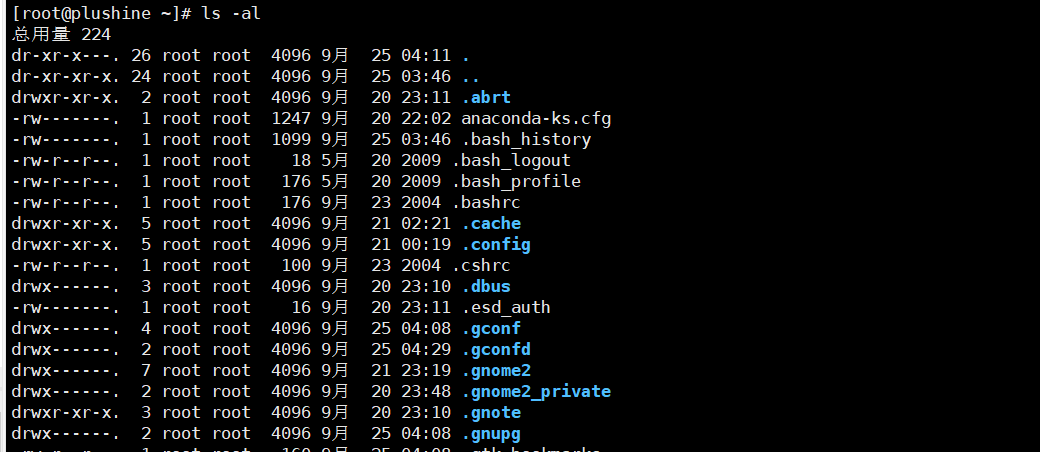 [root@plushine ~]# ls -al
总用量 224
dr-xr-x---. 26 root root  4096 9月  25 04:11 .
dr-xr-xr-x. 24 root root  4096 9月  25 03:46 ..
drwxr-xr-x.  2 root root  4096 9月  20 23:11 .abrt
-rw-------.  1 root root  1247 9月  20 22:02 anaconda-ks.cfg
-rw-------.  1 root root  1099 9月  25 03:46 .bash_history
-rw-r--r--.  1 root root    18 5月  20 2009 .bash_logout
-rw-r--r--.  1 root root   176 5月  20 2009 .bash_profile
-rw-r--r--.  1 root root   176 9月  23 2004 .bashrc
drwxr-xr-x.  5 root root  4096 9月  21 02:21 .cache
drwxr-xr-x.  5 root root  4096 9月  21 00:19 .config
-rw-r--r--.  1 root root   100 9月  23 2004 .cshrc
drwx------.  3 root root  4096 9月  20 23:10 .dbus
-rw-------.  1 root root    16 9月  20 23:11 .esd_auth
drwx------.  4 root root  4096 9月  25 04:08 .gconf
drwx------.  2 root root  4096 9月  25 04:29 .gconfd
drwx------.  7 root root  4096 9月  21 23:19 .gnome2
drwx------.  2 root root  4096 9月  20 23:48 .gnome2_private
drwxr-xr-x.  3 root root  4096 9月  20 23:10 .gnote
drwx------.  2 root root  4096 9月  25 04:08 .gnupg